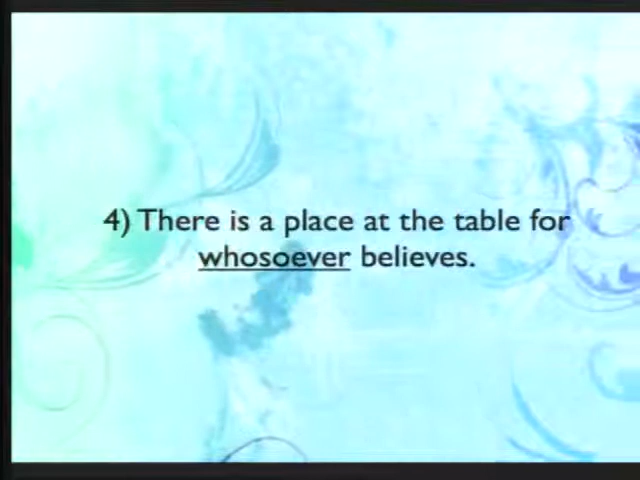 4) There is a place at the table for
whosoever believes.